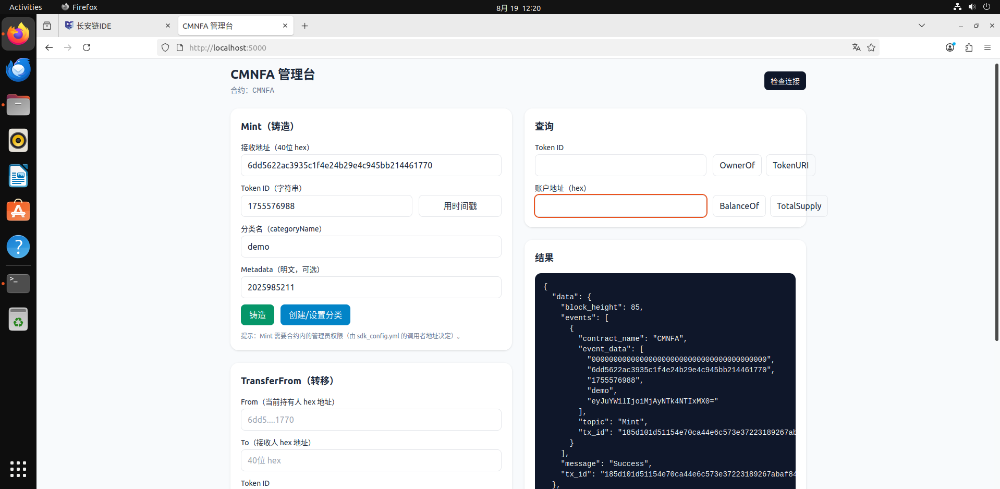 Activities
Firefox
8月 19 12:20
长安链IDE
CMNFA 管理台
http://localhost:5000
CMNFA 管理台
合约：CMNFA
检查连接
Mint（铸造）
接收地址（40位 hex）
6dd5622ac3935c1f4e24b29e4c945bb214461770
Token ID（字符串）
1755576988
用时间戳
分类名（categoryName）
demo
Metadata（明文，可选）
2025985211
铸造
创建/设置分类
提示：Mint 需要合约内的管理员权限（由 sdk_config.yml 的调用者地址决定）。
TransferFrom（转移）
From（当前持有人 hex 地址）
6dd5....1770
To（接收人 hex 地址）
40位 hex
Token ID
查询
Token ID
OwnerOf
TokenURI
账户地址（hex）
BalanceOf
TotalSupply
结果
{
"data": {
"block_height": 85,
"events": [
{
"contract_name": "CMNFA",
"event_data": [
"0000000000000000000000000000000000000000",
"6dd5622ac3935c1f4e24b29e4c945bb214461770",
"1755576988",
"demo",
"eyJuYW1lIjoiMjAyNTk4NTIxMX0="
],
"topic": "Mint",
"tx_id": "185d101d51154e70ca44e6c573e37223189267ab
}
],
"message": "Success",
"tx_id": "185d101d51154e70ca44e6c573e37223189267abaf84
},